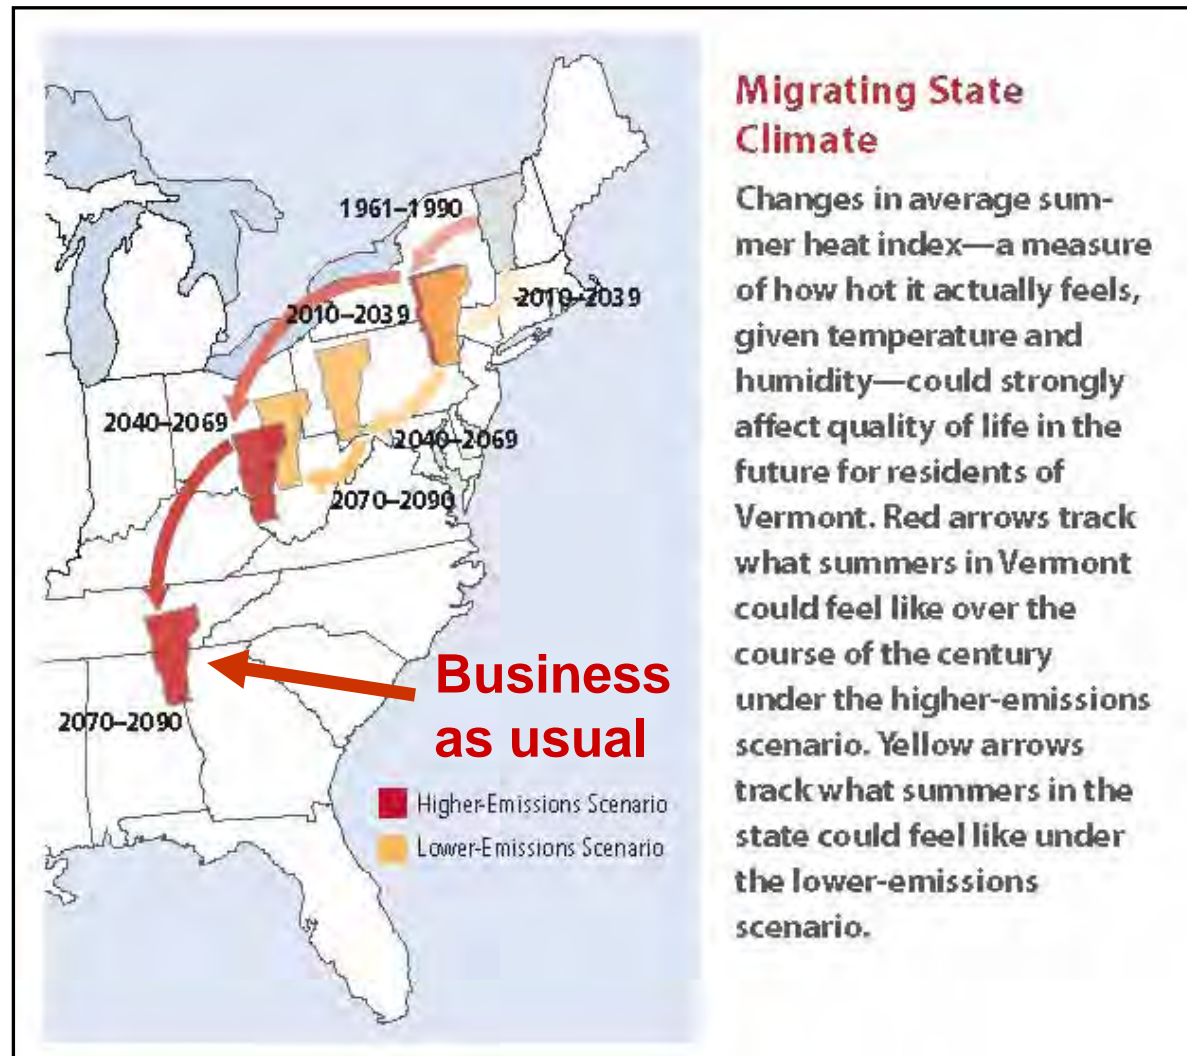 Migrating State
Climate
Changes in average sum-
mer heat index—a measure
of how hot it actually feels,
given temperature and
humidity—could strongly
affect quality of life in the
future for residents of
Vermont. Red arrows track
what summers in Vermont
could feel like over the
course of the century
under the higher-emissions
scenario. Yellow arrows
track what summers in the
state could feel like under
the lower-emissions
scenario.
1961–1990
2010–2039
2010–2039
2040–2069
2040–2069
2070–2090
2070–2090
Business
as usual
Higher-Emissions Scenario
Lower-Emissions Scenario